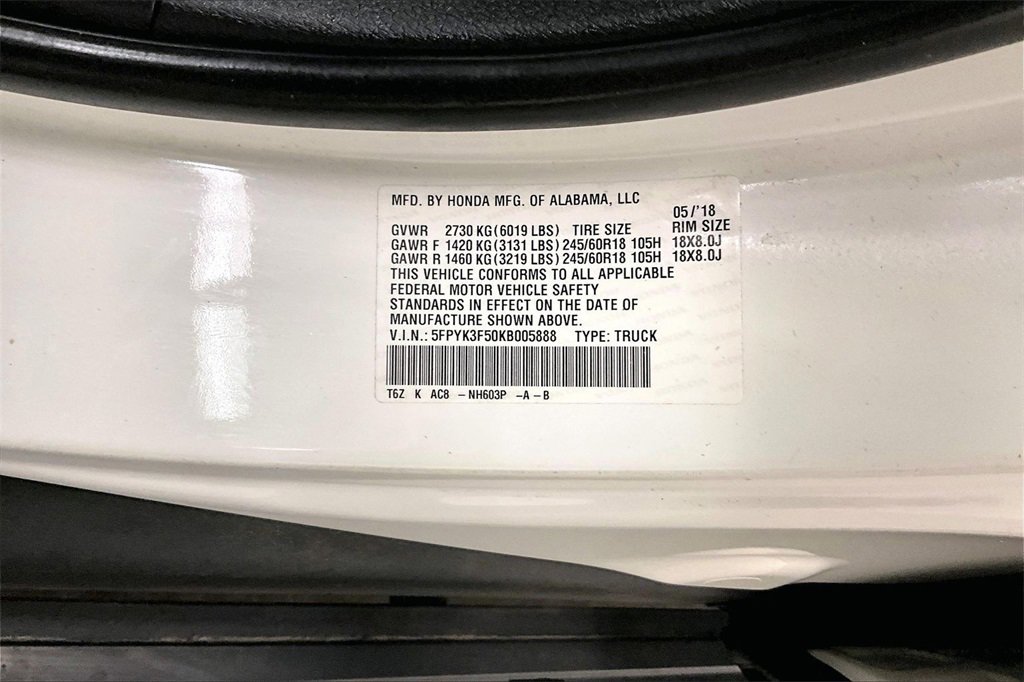 MFD. BY HONDA MFG. OF ALABAMA, LLC
05/'18
GVWR 2730 KG(6019 LBS) TIRE SIZE RIM SIZE
GAWR F 1420 KG(3131 LBS) 245/60R18 105H 18X8.0J
GAWR R 1460 KG(3219 LBS) 245/60R18 105H 18X8.0J
THIS VEHICLE CONFORMS TO ALL APPLICABLE
FEDERAL MOTOR VEHICLE SAFETY
STANDARDS IN EFFECT ON THE DATE OF
MANUFACTURE SHOWN ABOVE.
V.I.N.: 5FPYK3F50KB005888 TYPE: TRUCK
T6Z K AC8 -NH603P -A -B